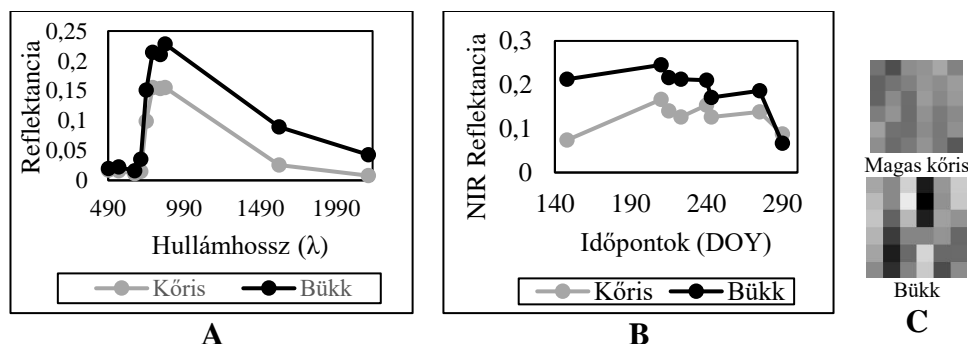 Reflektancia
0,25
0,2
0,15
0,1
0,05
0
490 990 1490 1990
Hullámhossz (λ)
Kőris Bükk
A
NIR Reflektancia
0,3
0,2
0,1
0
140 190 240 290
Időpontok (DOY)
Kőris Bükk
B
Magas kőris
Bükk
C